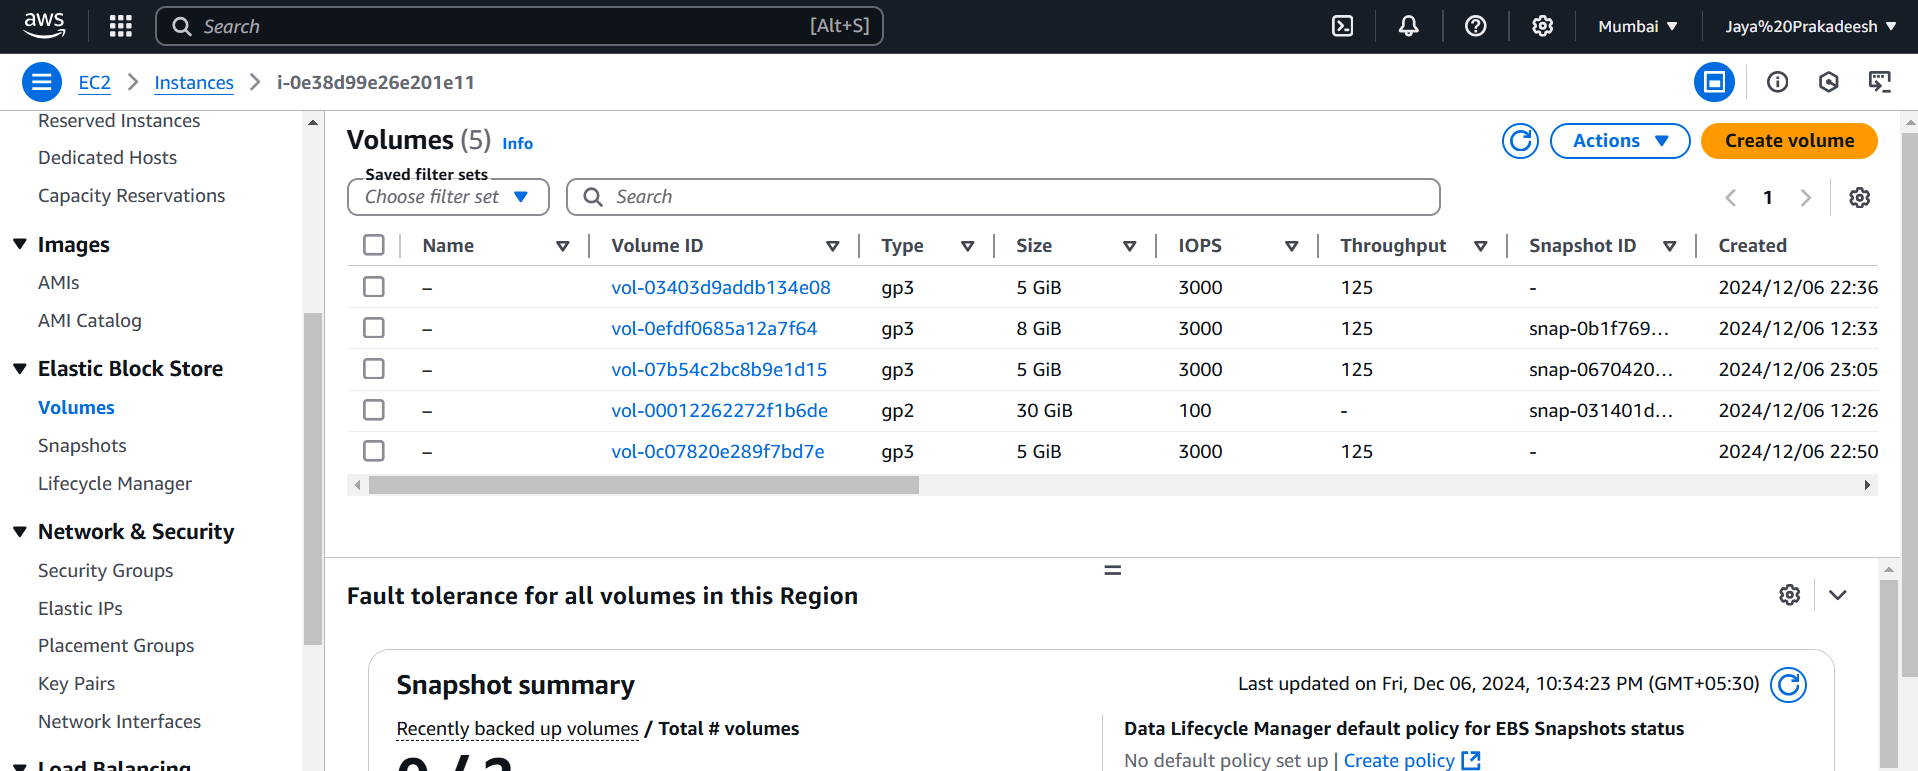 aws Search [Alt+S] Mumbai ▼ Jaya%20Prakadeesh ▼
EC2 > Instances > i-0e38d99e26e201e11
Reserved Instances
Dedicated Hosts
Capacity Reservations
Images
AMIs
AMI Catalog
Elastic Block Store
Volumes
Snapshots
Lifecycle Manager
Network & Security
Security Groups
Elastic IPs
Placement Groups
Key Pairs
Network Interfaces
Load Balancing
Volumes (5) Info
Actions ▼ Create volume
Saved filter sets
Choose filter set ▼ Search
< 1 >
Name Volume ID Type Size IOPS Throughput Snapshot ID Created
– vol-03403d9addb134e08 gp3 5 GiB 3000 125 - 2024/12/06 22:36
– vol-0efdf0685a12a7f64 gp3 8 GiB 3000 125 snap-0b1f769... 2024/12/06 12:33
– vol-07b54c2bc8b9e1d15 gp3 5 GiB 3000 125 snap-0670420... 2024/12/06 23:05
– vol-00012262272f1b6de gp2 30 GiB 100 - snap-031401d... 2024/12/06 12:26
– vol-0c07820e289f7bd7e gp3 5 GiB 3000 125 - 2024/12/06 22:50
Fault tolerance for all volumes in this Region
Snapshot summary
Last updated on Fri, Dec 06, 2024, 10:34:23 PM (GMT+05:30)
Recently backed up volumes / Total # volumes
Data Lifecycle Manager default policy for EBS Snapshots status
No default policy set up | Create policy